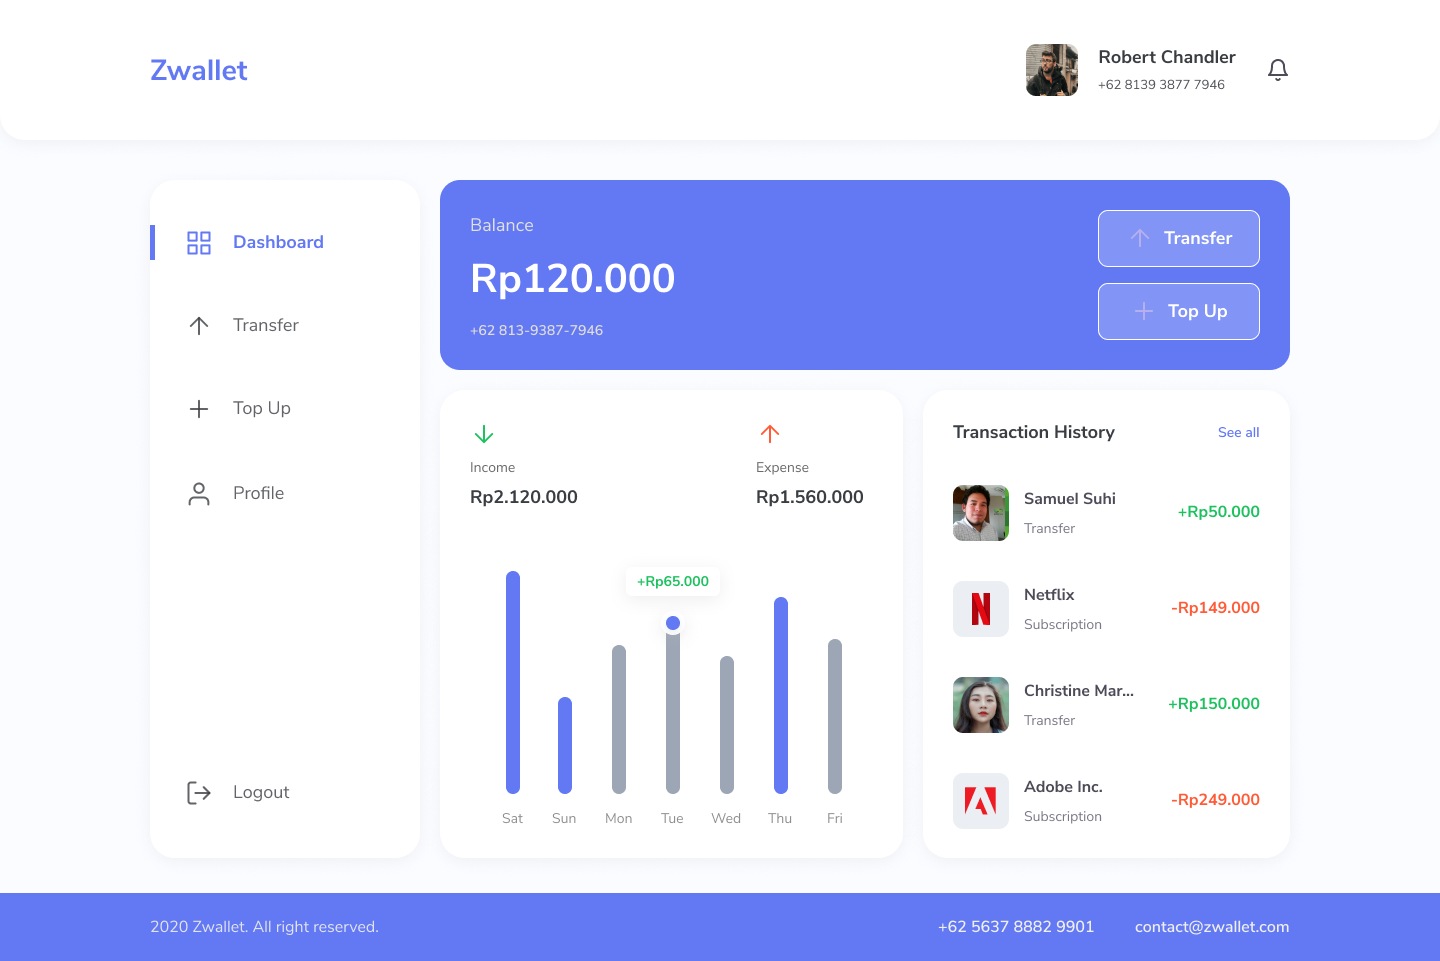 Zwallet
Robert Chandler
+62 8139 3877 7946
Dashboard
Transfer
Top Up
Profile
Logout
Balance
Rp120.000
+62 813-9387-7946
Transfer
Top Up
Income
Rp2.120.000
Expense
Rp1.560.000
+Rp65.000
Sat Sun Mon Tue Wed Thu Fri
Transaction History See all
Samuel Suhi
Transfer
+Rp50.000
Netflix
Subscription
-Rp149.000
Christine Mar...
Transfer
+Rp150.000
Adobe Inc.
Subscription
-Rp249.000
2020 Zwallet. All right reserved.
+62 5637 8882 9901
contact@zwallet.com